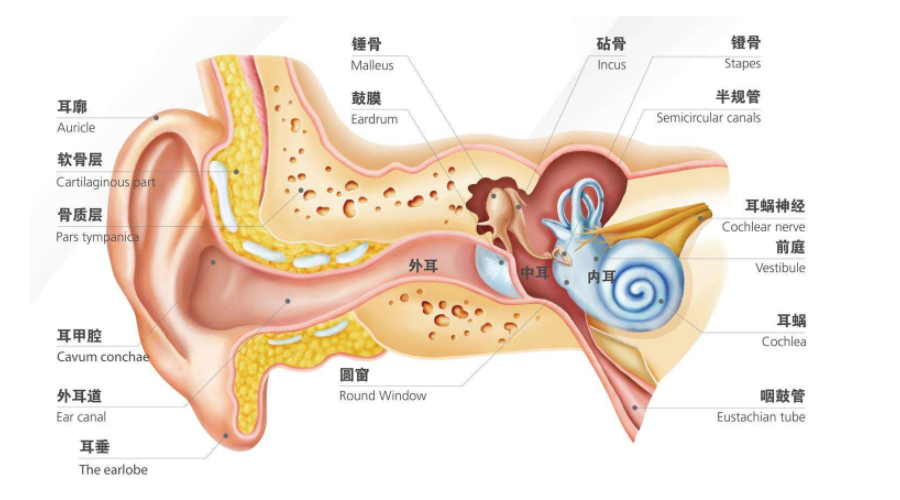 锤骨
Malleus
砧骨
Incus
镫骨
Stapes
鼓膜
Eardrum
半规管
Semicircular canals
耳廓
Auricle
软骨层
Cartilaginous part
骨质层
Pars tympanica
耳蜗神经
Cochlear nerve
前庭
Vestibule
外耳
中耳
内耳
耳蜗
Cochlea
耳甲腔
Cavum conchae
圆窗
Round Window
外耳道
Ear canal
咽鼓管
Eustachian tube
耳垂
The earlobe